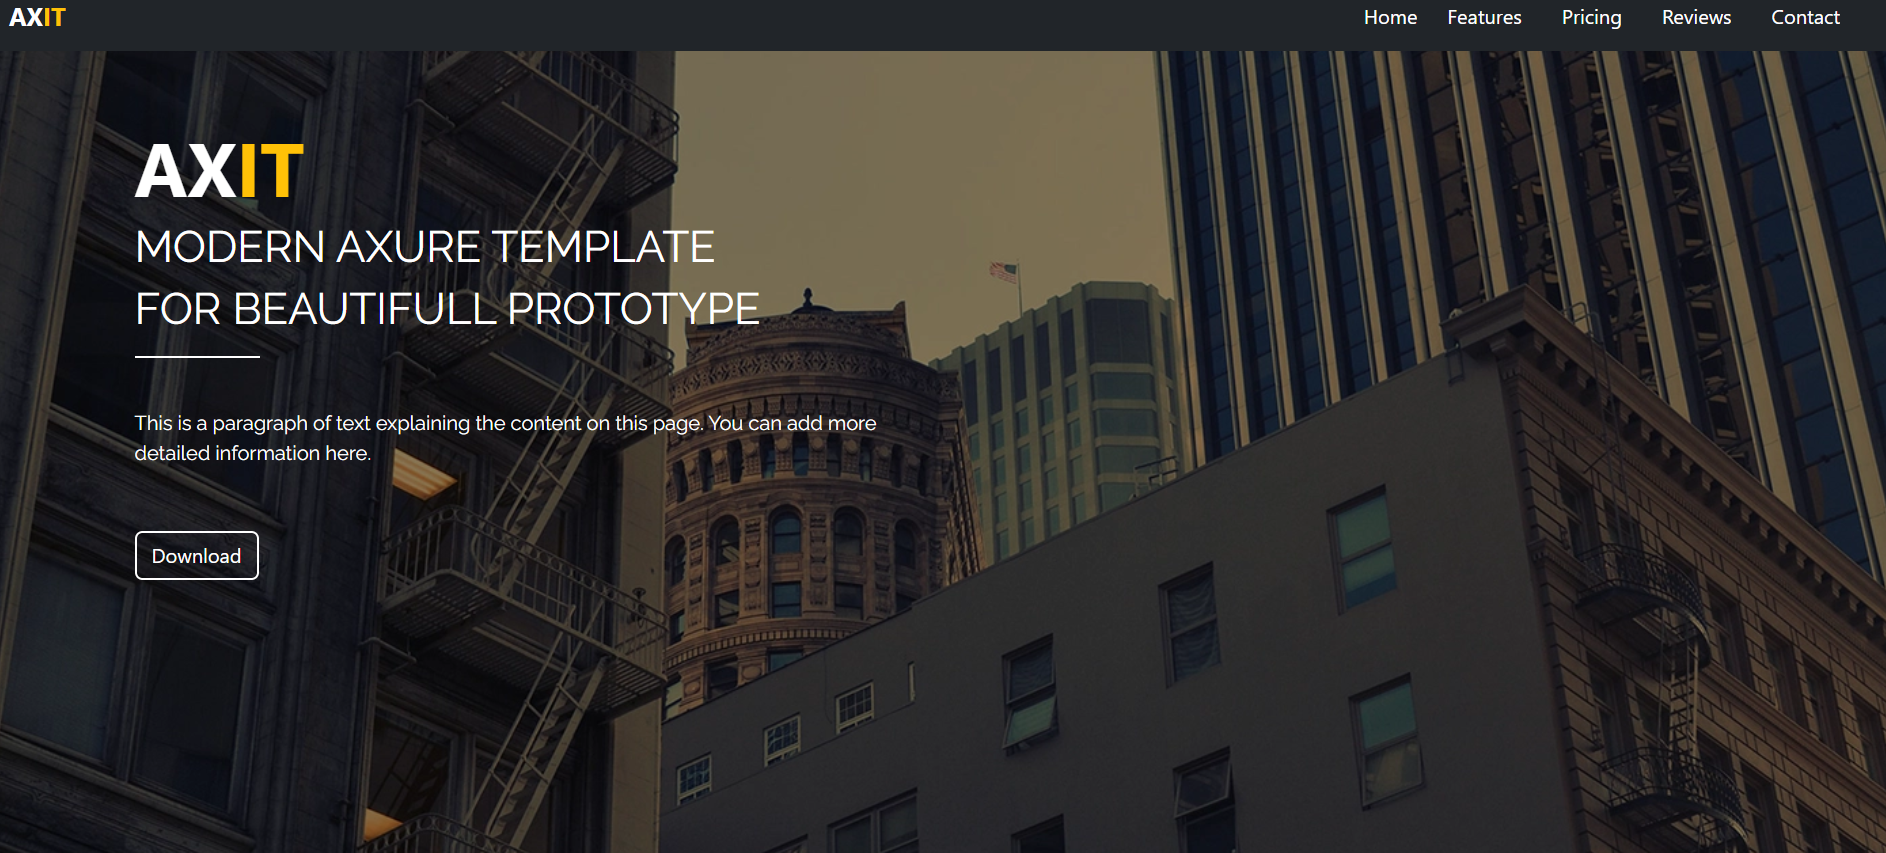 AXIT
Home Features Pricing Reviews Contact
AXIT
MODERN AXURE TEMPLATE
FOR BEAUTIFULL PROTOTYPE
This is a paragraph of text explaining the content on this page. You can add more
detailed information here.
Download